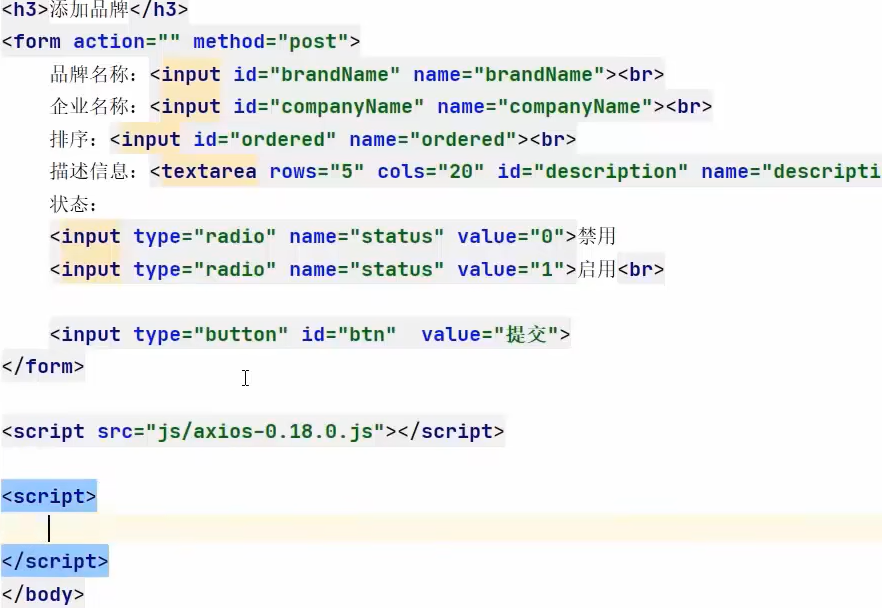 <h3>添加品牌</h3>
<form action="" method="post">
    品牌名称：<input id="brandName" name="brandName"><br>
    企业名称：<input id="companyName" name="companyName"><br>
    排序：<input id="ordered" name="ordered"><br>
    描述信息：<textarea rows="5" cols="20" id="description" name="descripti
    状态：
    <input type="radio" name="status" value="0">禁用
    <input type="radio" name="status" value="1">启用<br>
    <input type="button" id="btn"  value="提交">
</form>
<script src="js/axios-0.18.0.js"></script>
<script>
</script>
</body>